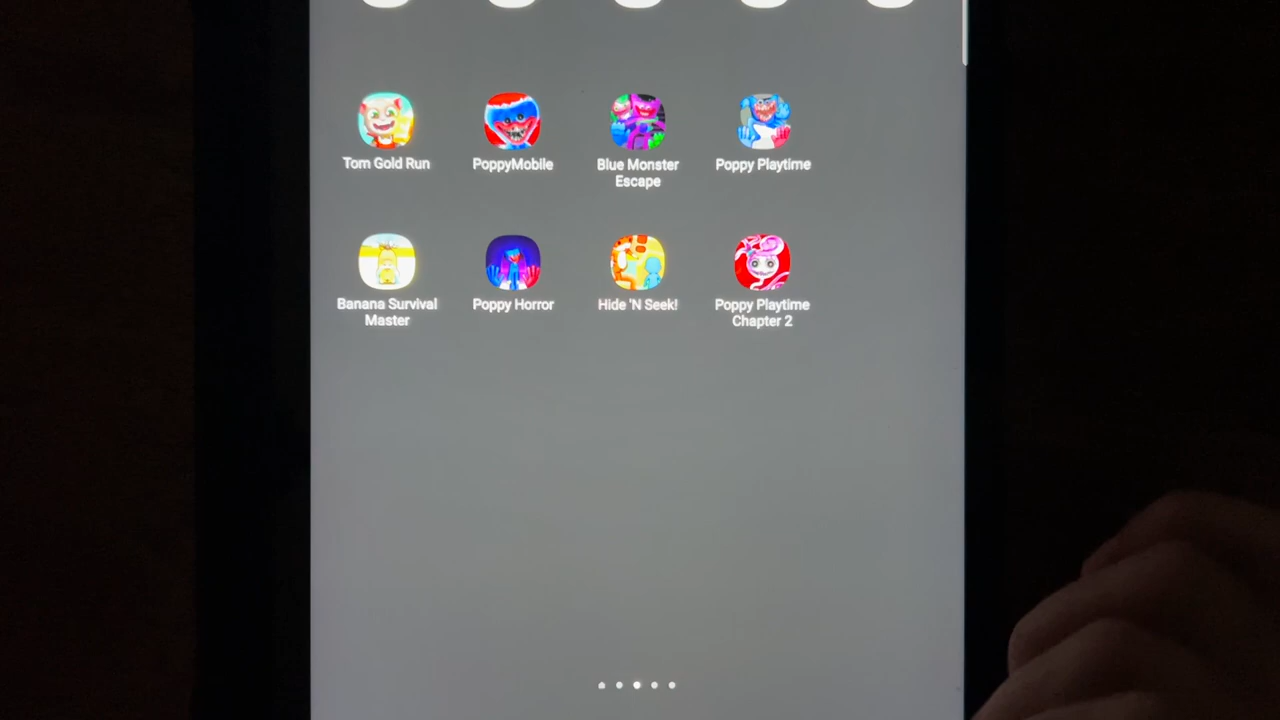 Tom Gold Run
PoppyMobile
Blue Monster
Escape
Poppy Playtime
Banana Survival
Master
Poppy Horror
Hide 'N Seek!
Poppy Playtime
Chapter 2